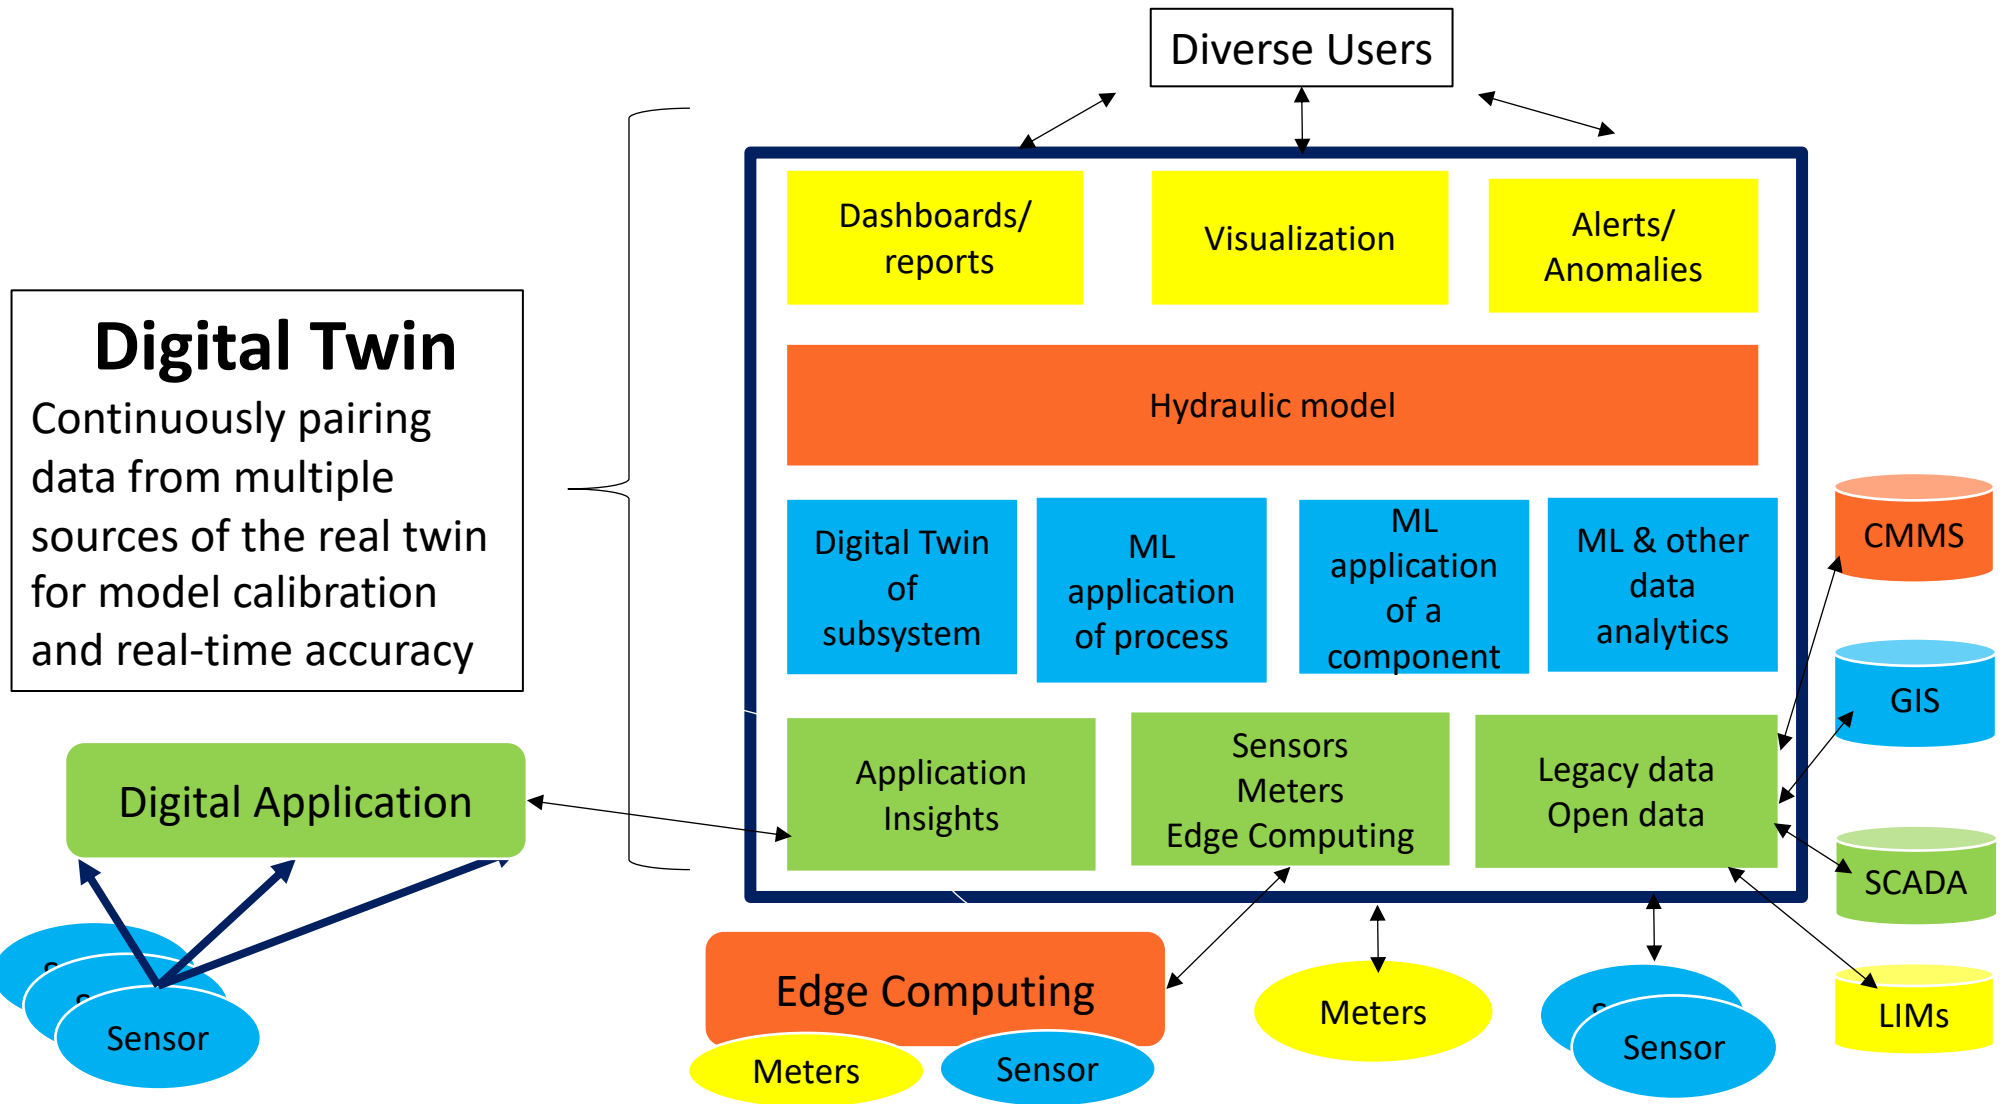 Diverse Users
Dashboards/
reports
Visualization
Alerts/
Anomalies
Digital Twin
Continuously pairing
data from multiple
sources of the real twin
for model calibration
and real-time accuracy
Hydraulic model
Digital Twin
of
subsystem
ML
application
of process
ML
application
of a
component
ML & other
data
analytics
CMMS
GIS
SCADA
LIMs
Digital Application
Application
Insights
Sensors
Meters
Edge Computing
Legacy data
Open data
Sensor
Edge Computing
Meters
Sensor
Meters
Sensor